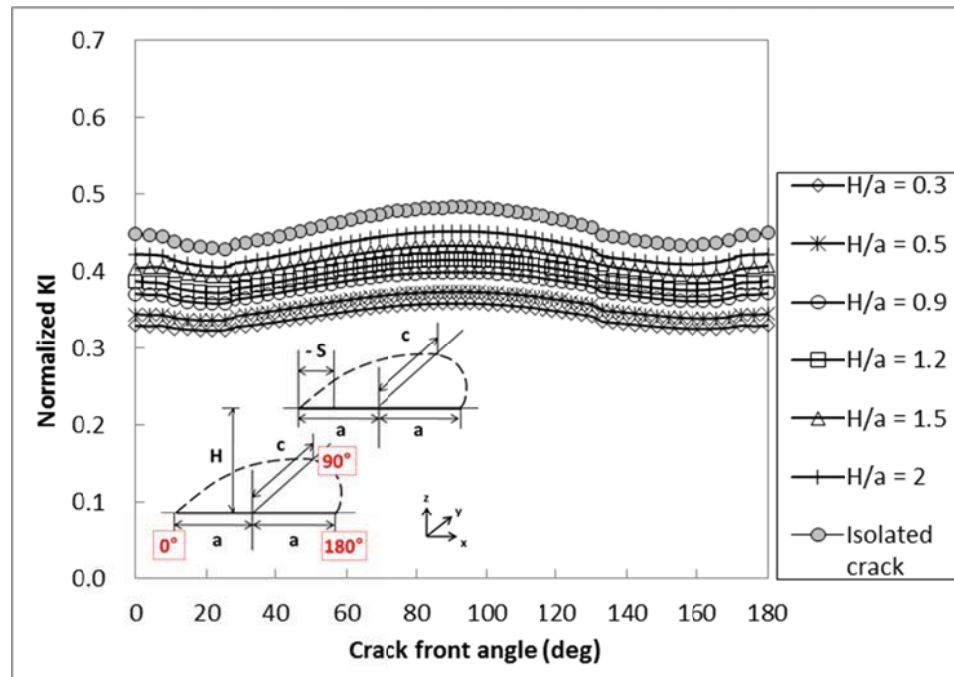 0.7
0.6
0.5
0.4
0.3
0.2
0.1
0.0
Normalized KI
0 20 40 60 80 100 120 140 160 180
Crack front angle (deg)
- S
c
a a
H
c
90°
a a
0° 180°
z
y
x
H/a = 0.3
H/a = 0.5
H/a = 0.9
H/a = 1.2
H/a = 1.5
H/a = 2
Isolated
crack